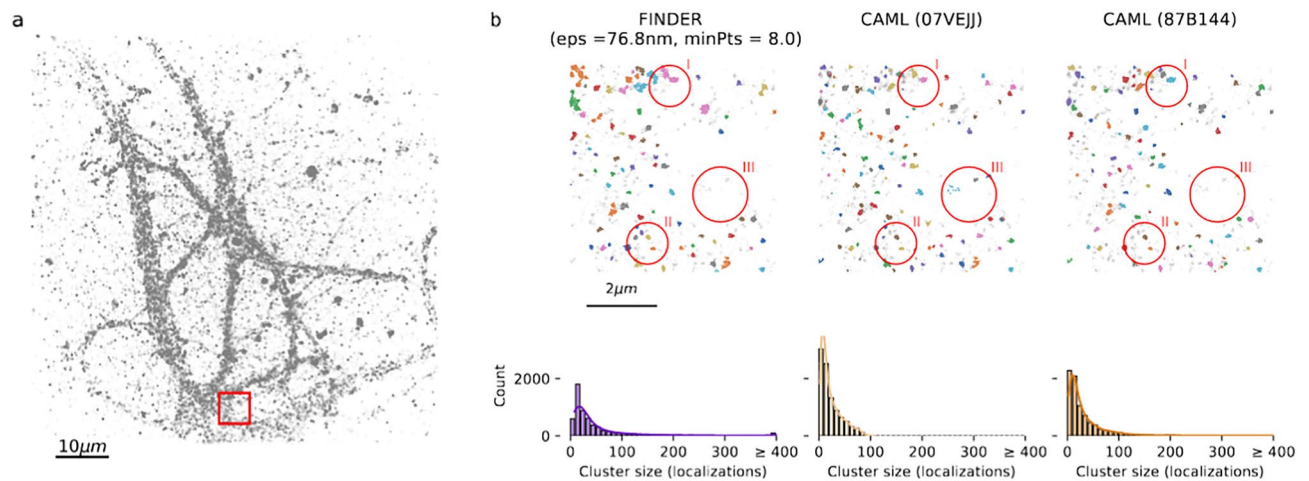 a
10μm
b
FINDER
(eps =76.8nm, minPts = 8.0)
I
III
II
2μm
CAML (07VEJJ)
I
III
II
CAML (87B144)
I
III
II
Count
2000
0
0 100 200 300 ≥ 400
Cluster size (localizations)
0 200 ≥ 400
Cluster size (localizations)
0 100 200 300 ≥ 400
Cluster size (localizations)